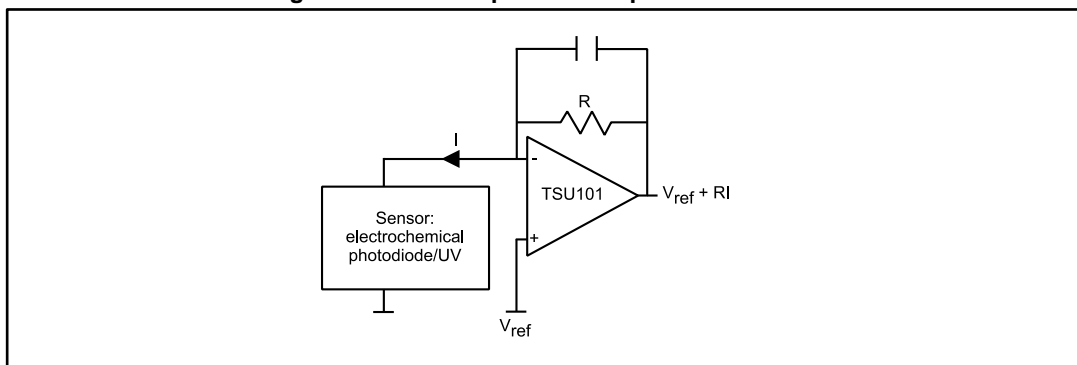 R
I
-
TSU101
V_ref + RI
Sensor:
electrochemical
photodiode/UV
+
V_ref